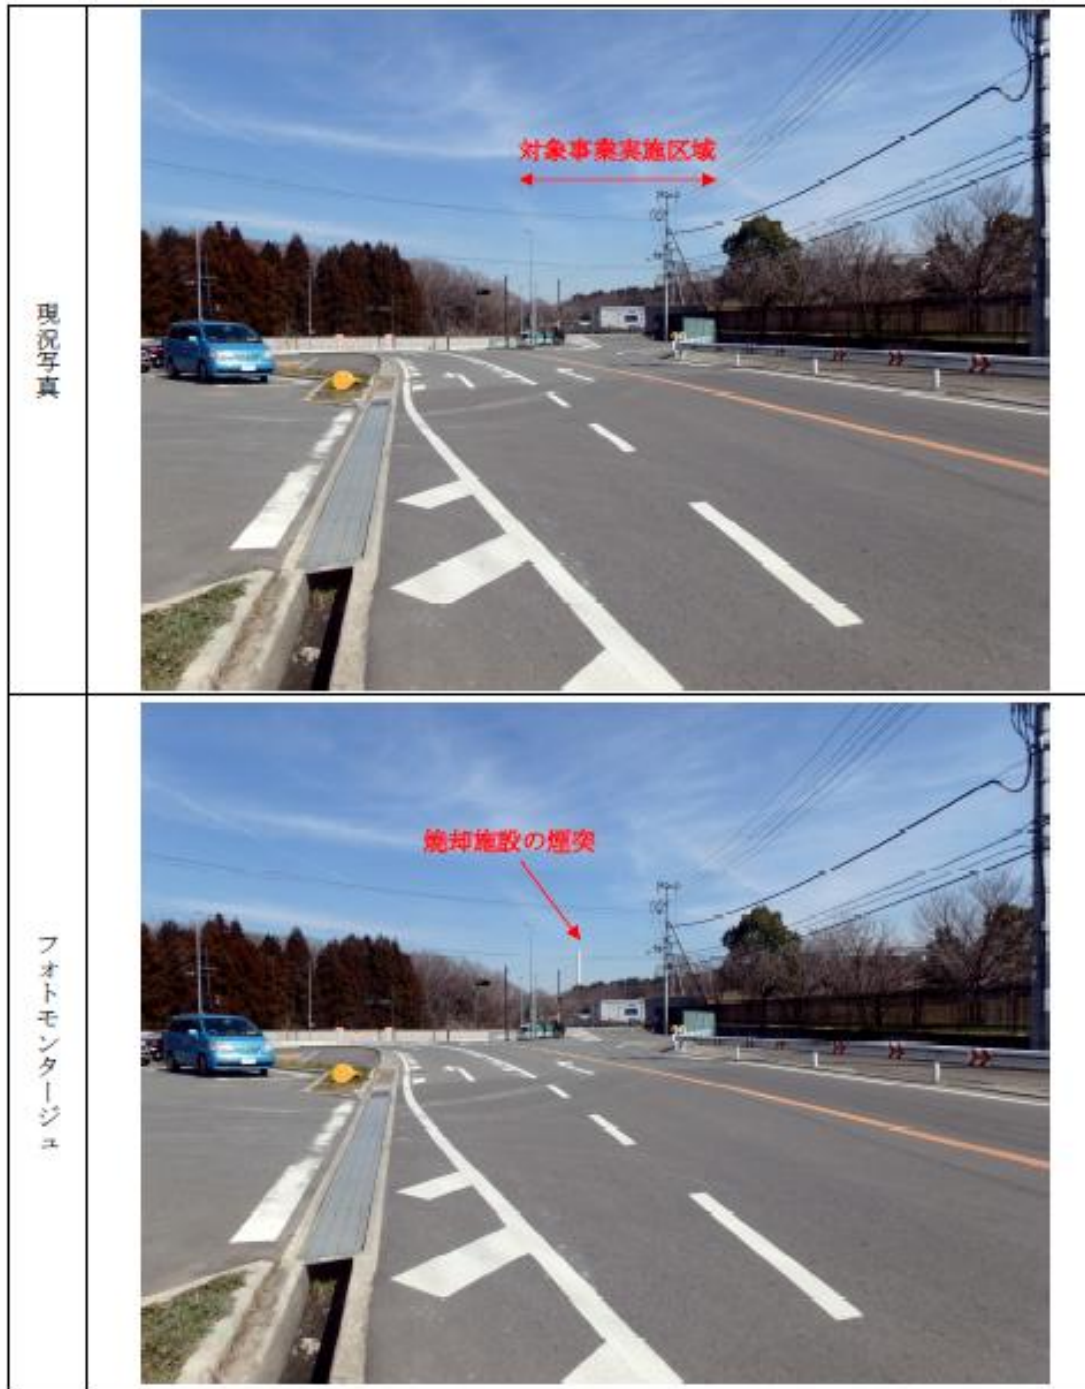 現況写真
対象事業実施区域
フォトモンタージュ
焼却施設の煙突